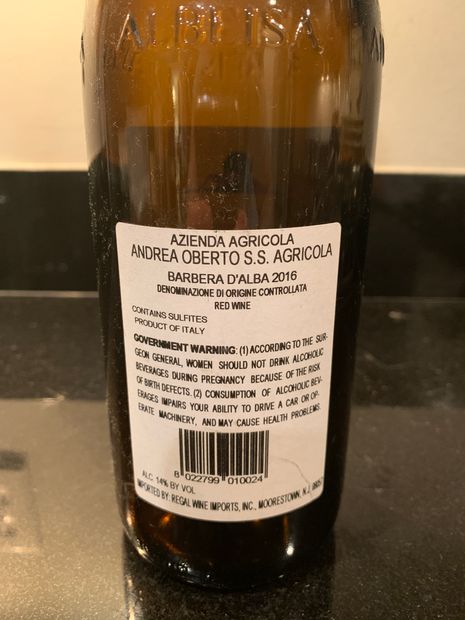 ALBEISA
AZIENDA AGRICOLA
ANDREA OBERTO S.S. AGRICOLA
BARBERA D'ALBA 2016
DENOMINAZIONE DI ORIGINE CONTROLLATA
RED WINE
CONTAINS SULFITES
PRODUCT OF ITALY
GOVERNMENT WARNING: (1) ACCORDING TO THE SUR-
GEON GENERAL, WOMEN SHOULD NOT DRINK ALCOHOLIC
BEVERAGES DURING PREGNANCY BECAUSE OF THE RISK
OF BIRTH DEFECTS. (2) CONSUMPTION OF ALCOHOLIC BEV-
ERAGES IMPAIRS YOUR ABILITY TO DRIVE A CAR OR OP-
ERATE MACHINERY, AND MAY CAUSE HEALTH PROBLEMS.
8 022799 010024
ALC. 14% BY VOL
IMPORTED BY: REGAL WINE IMPORTS, INC., MOORESTOWN, N.J.